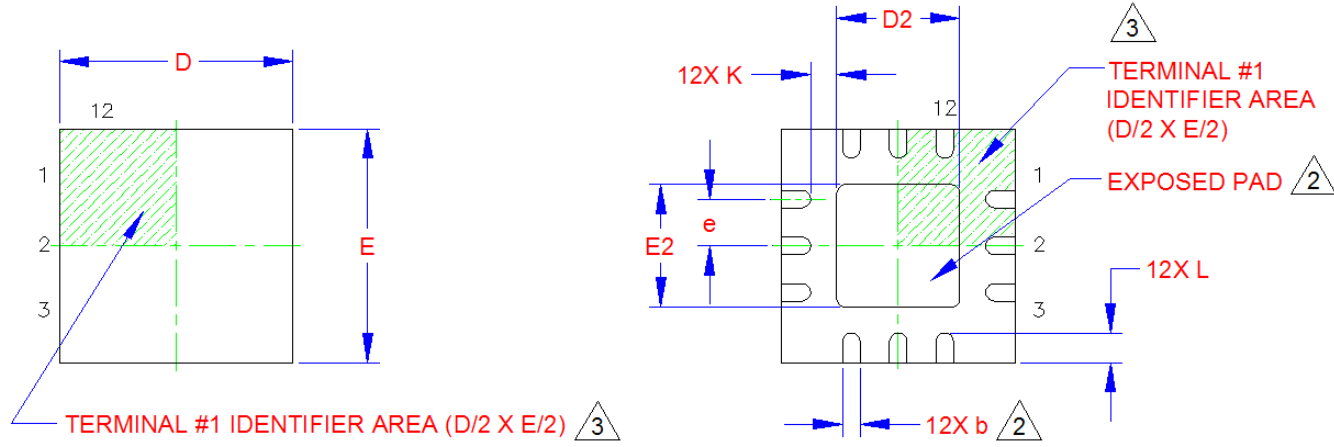 D
12
1
2
3
E
TERMINAL #1 IDENTIFIER AREA (D/2 X E/2) 3
D2
3
12X K
12
TERMINAL #1
IDENTIFIER AREA
(D/2 X E/2)
1
EXPOSED PAD 2
e
E2
2
12X L
3
12X b 2